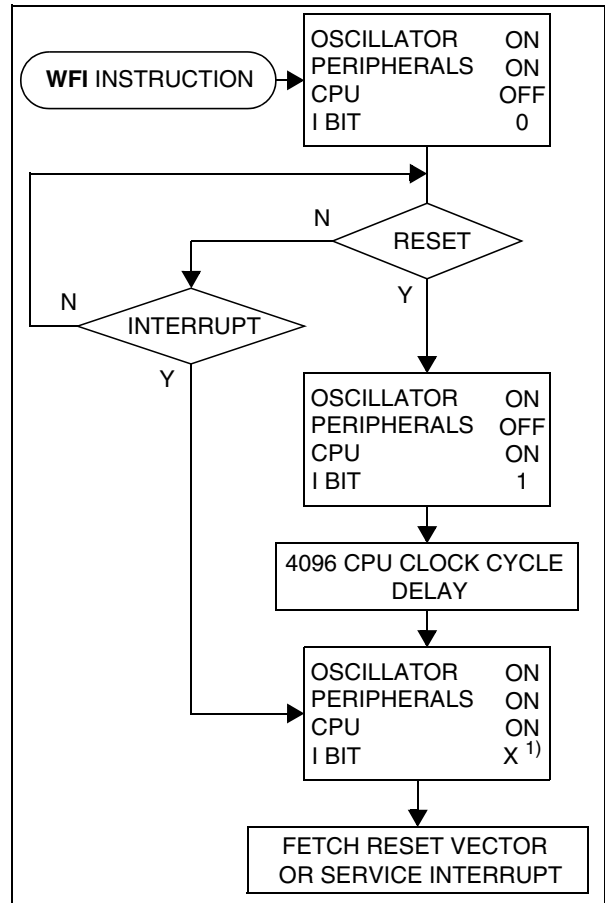 WFI INSTRUCTION
OSCILLATOR ON
PERIPHERALS ON
CPU OFF
I BIT 0
N
RESET
Y
N
INTERRUPT
Y
OSCILLATOR ON
PERIPHERALS OFF
CPU ON
I BIT 1
4096 CPU CLOCK CYCLE
DELAY
OSCILLATOR ON
PERIPHERALS ON
CPU ON
I BIT X 1)
FETCH RESET VECTOR
OR SERVICE INTERRUPT